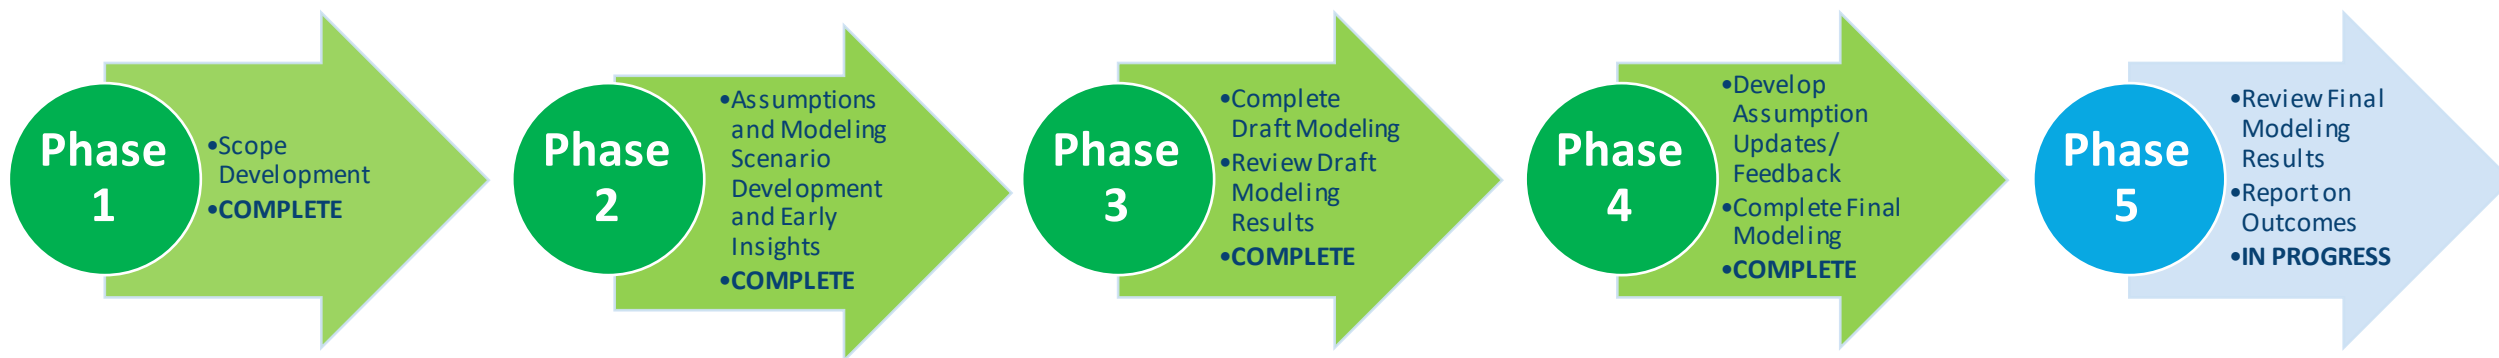 Phase
1
•Scope
Development
•COMPLETE
Phase
2
•Assumptions
and Modeling
Scenario
Development
and Early
Insights
•COMPLETE
Phase
3
•Complete
Draft Modeling
•Review Draft
Modeling
Results
•COMPLETE
Phase
4
•Develop
Assumption
Updates/
Feedback
•Complete Final
Modeling
•COMPLETE
Phase
5
•Review Final
Modeling
Results
•Report on
Outcomes
•IN PROGRESS